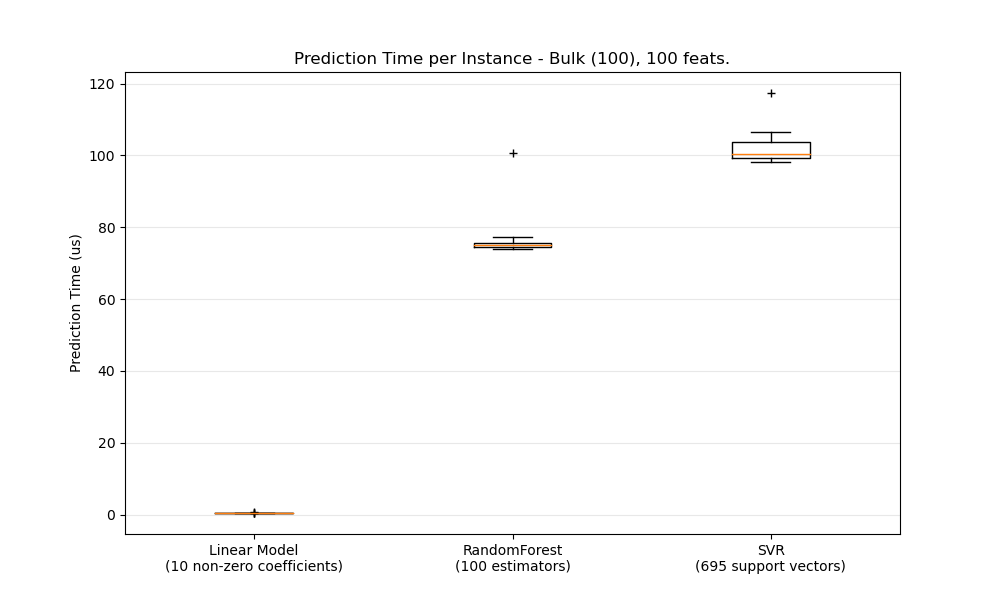 Prediction Time per Instance - Bulk (100), 100 feats.
120
100
80
60
40
20
0
Prediction Time (us)
Linear Model
(10 non-zero coefficients)
RandomForest
(100 estimators)
SVR
(695 support vectors)